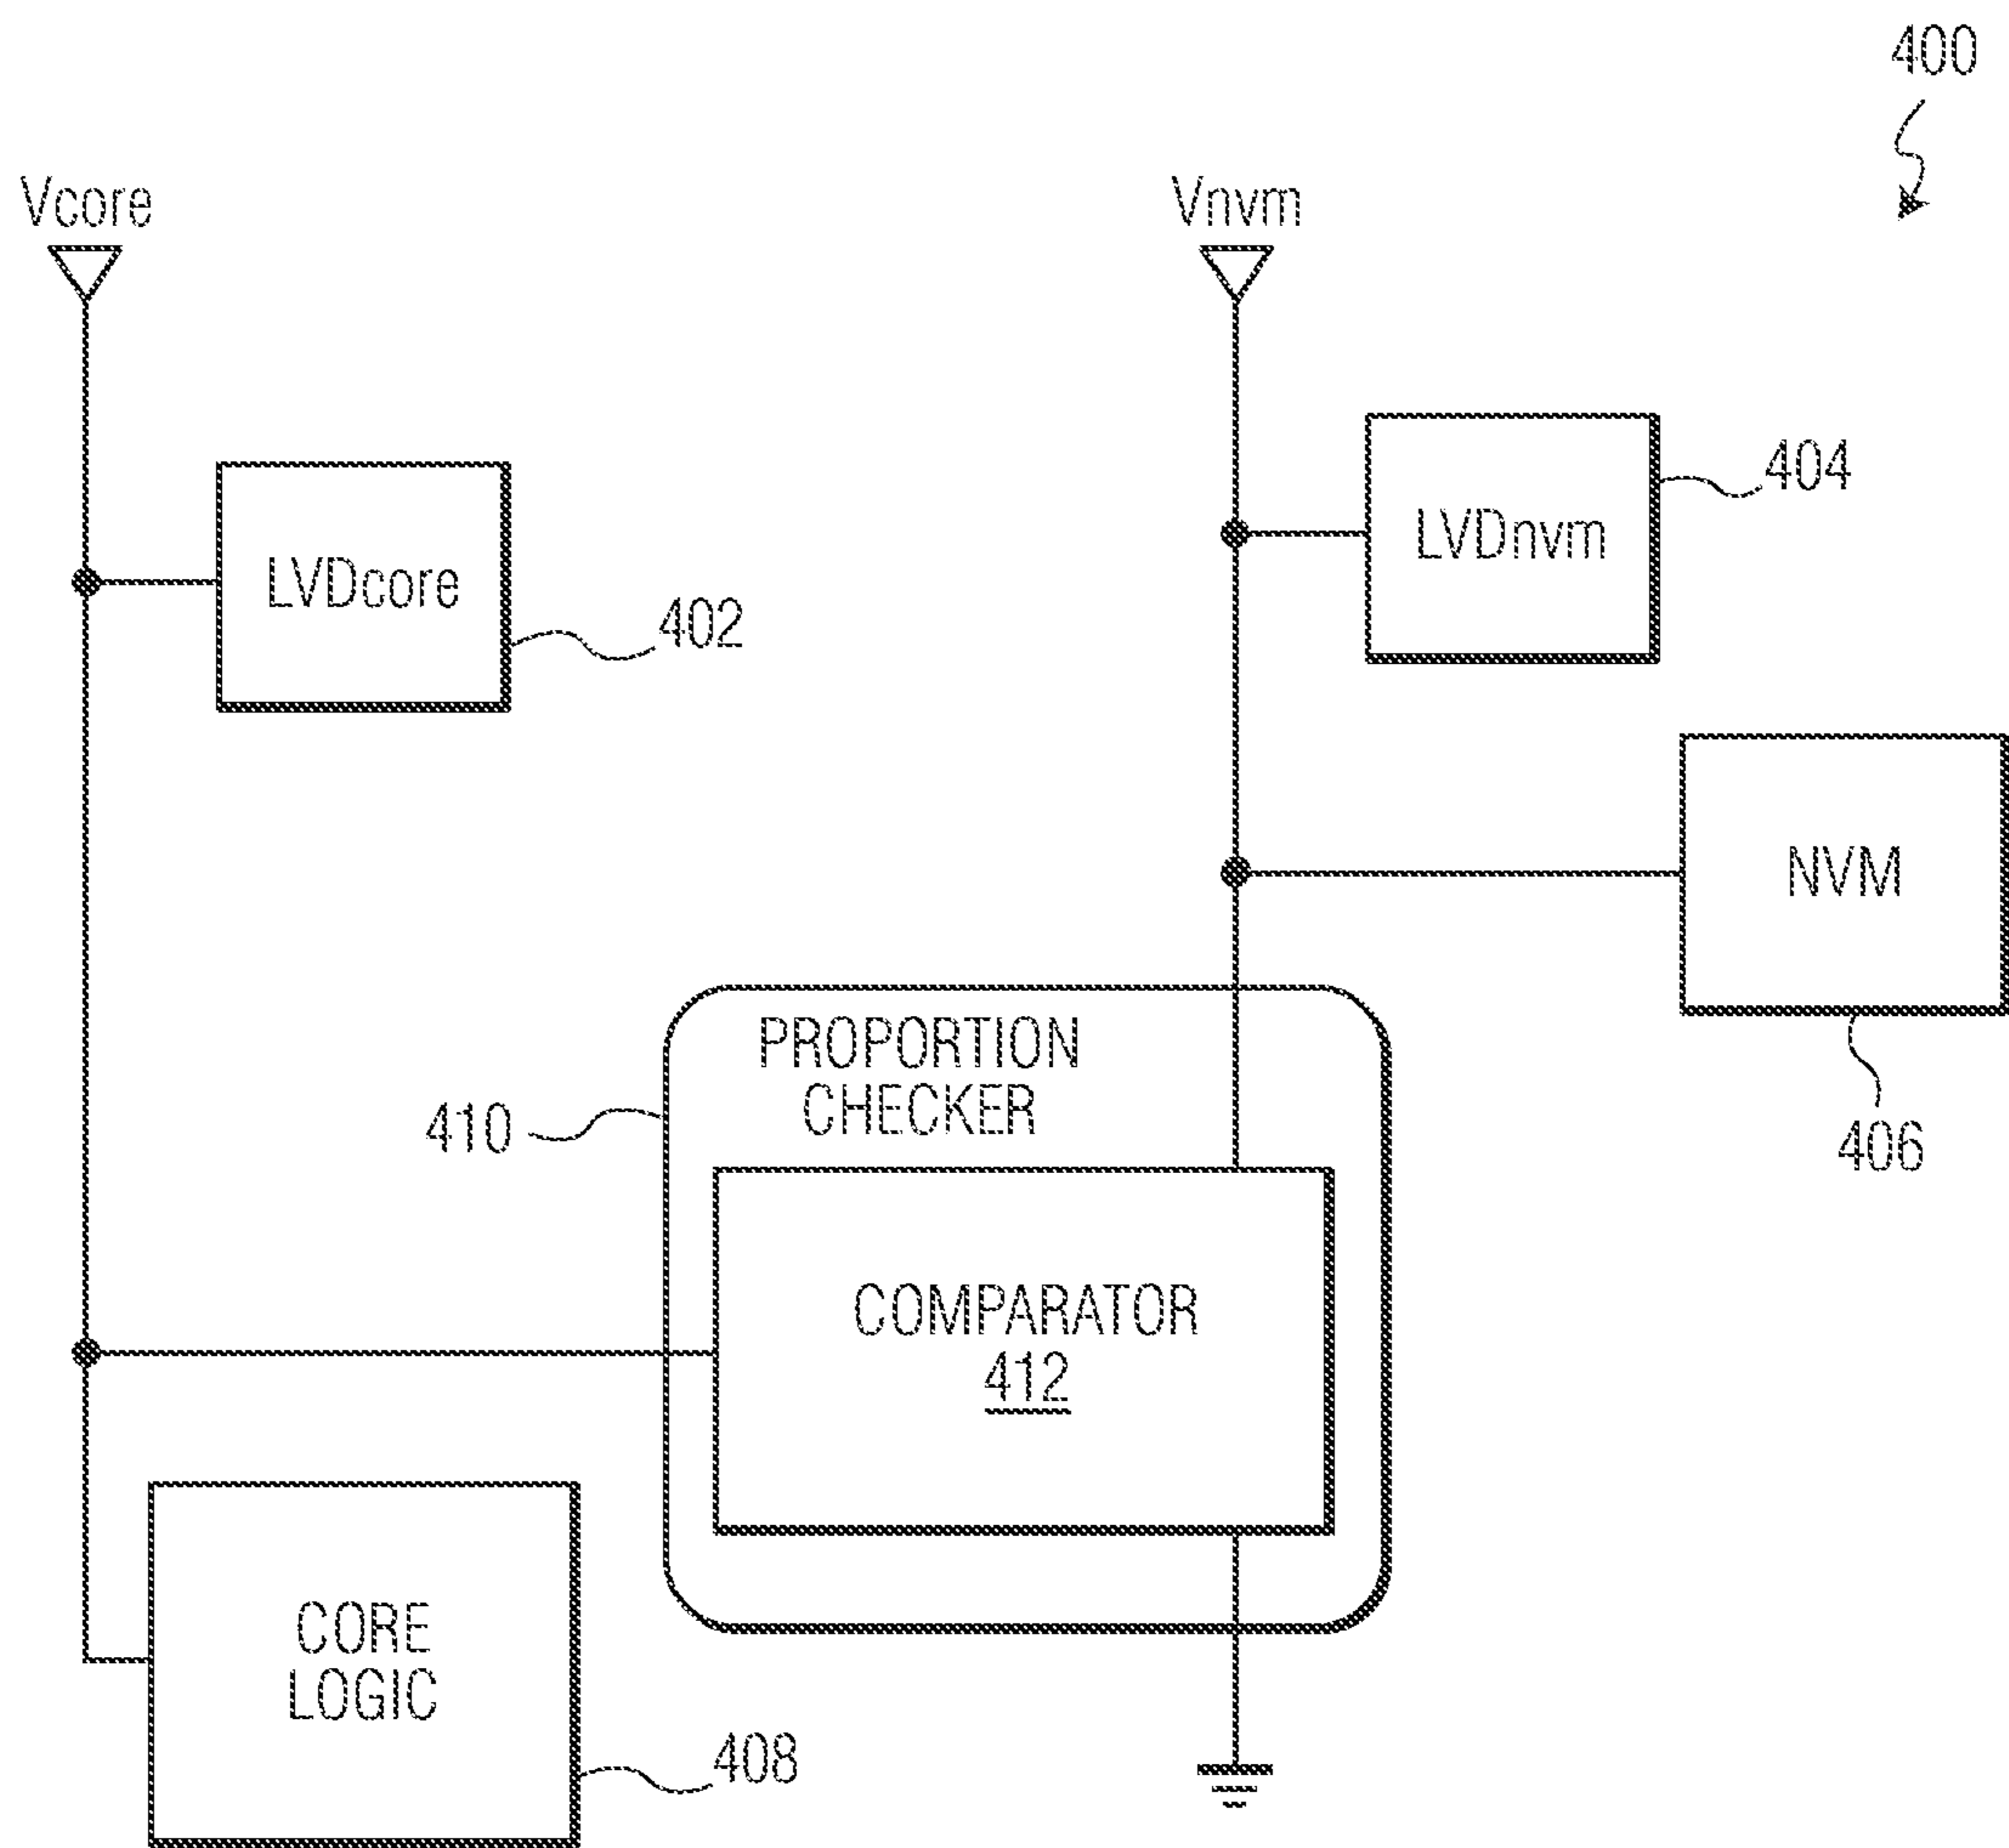 400
Vcore
Vnvm
LVDcore
402
LVDnvm
404
NVM
406
PROPORTION
CHECKER
410
COMPARATOR
412
CORE
LOGIC
408